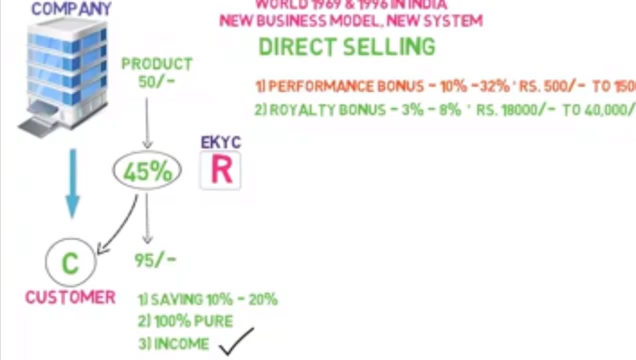 COMPANY
WORLD 1969 & 1996 IN INDIA
NEW BUSINESS MODEL, NEW SYSTEM
DIRECT SELLING
PRODUCT
50/-
1) PERFORMANCE BONUS - 10% -32% ' RS. 500/- TO 150
2) ROYALTY BONUS - 3% - 8% ' RS. 18000/- TO 40,000/
EKYC
45%
R
C
95/-
CUSTOMER
1) SAVING 10% - 20%
2) 100% PURE
3) INCOME